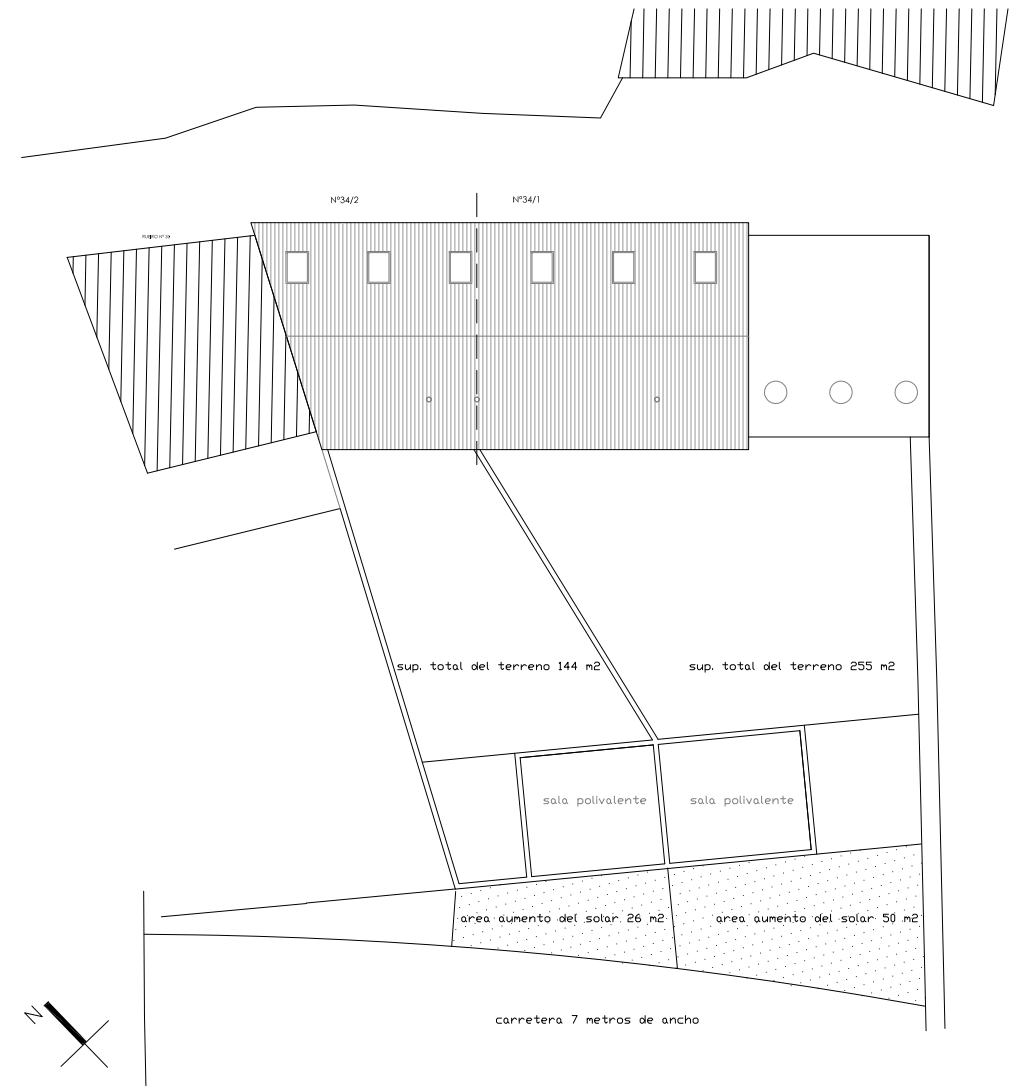 Nº34/2
Nº34/1
sup. total del terreno 144 m2
sup. total del terreno 255 m2
sala polivalente
sala polivalente
area aumento del solar 26 m2
area aumento del solar 50 m2
carretera 7 metros de ancho
N